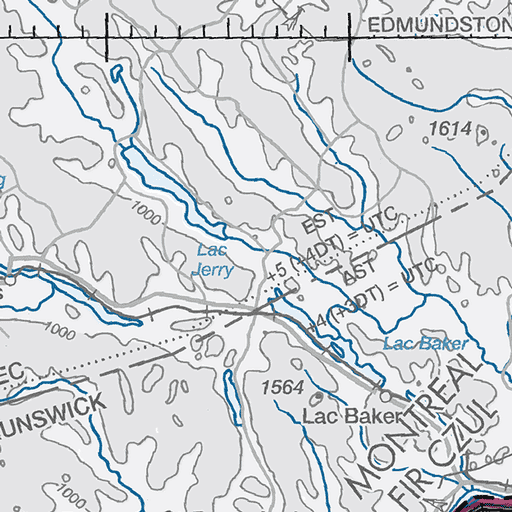 EDMUNDSTON
1614
1000
EST
+5 (+4DT) = UTC
Lac
Jerry
AST
+4 (+3DT) = UTC
1000
Lac Baker
EC
1564
Lac Baker
UNSWICK
MONTREAL
FIR CZUL
1000